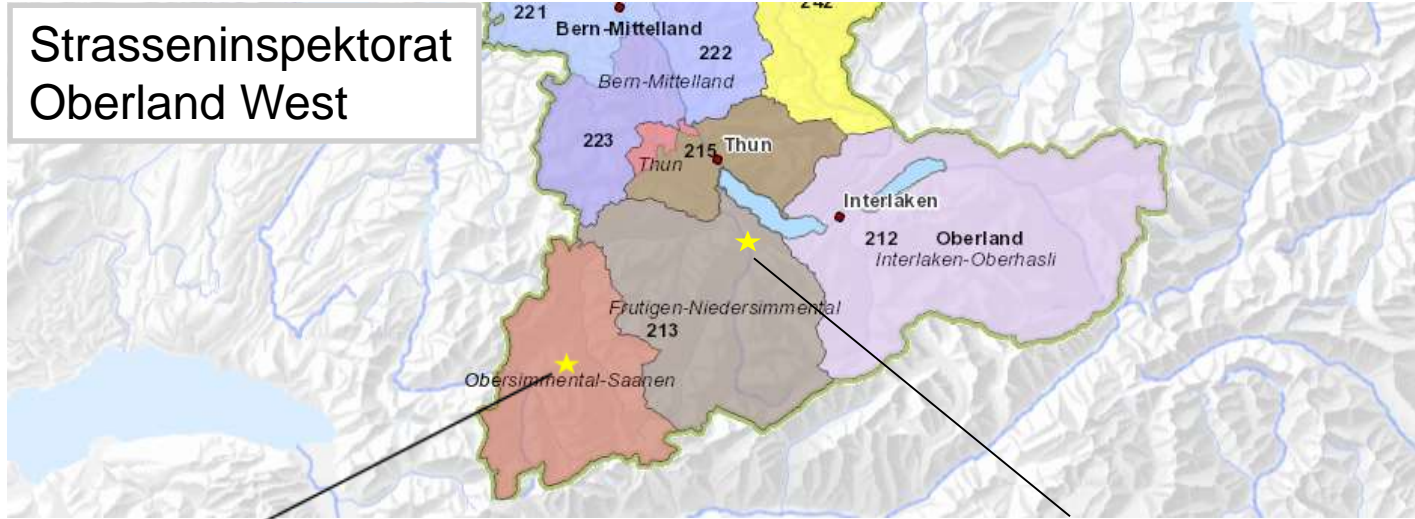 Strasseninspektorat
Oberland West
242
221
Bern-Mittelland
222
Bern-Mittelland
223
215 Thun
Thun
Interlaken
212 Oberland
Interlaken-Oberhasli
Frutigen-Niedersimmental
213
Obersimmental-Saanen